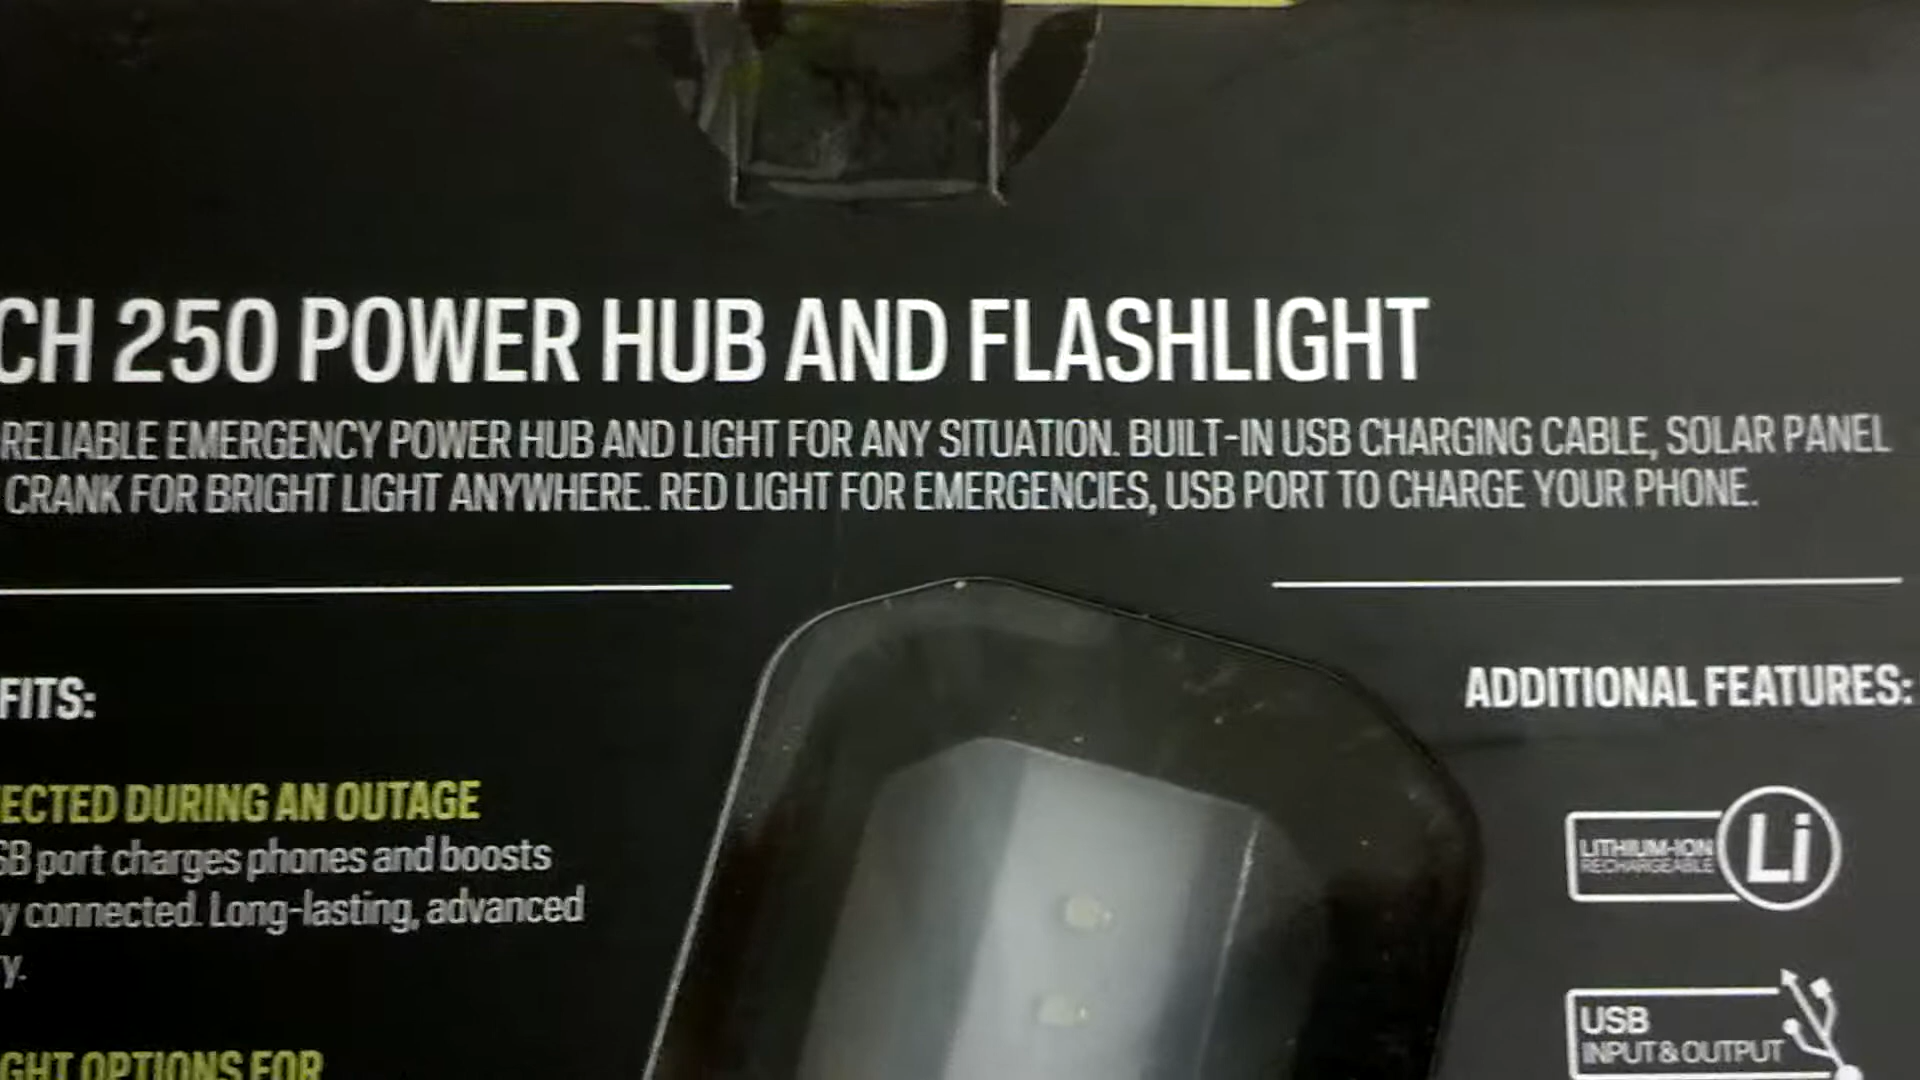 CH 250 POWER HUB AND FLASHLIGHT
RELIABLE EMERGENCY POWER HUB AND LIGHT FOR ANY SITUATION. BUILT-IN USB CHARGING CABLE, SOLAR PANEL
CRANK FOR BRIGHT LIGHT ANYWHERE. RED LIGHT FOR EMERGENCIES, USB PORT TO CHARGE YOUR PHONE.
FITS:
ECTED DURING AN OUTAGE
SB port charges phones and boosts
y connected. Long-lasting, advanced
y.
GHT OPTIONS FOR
ADDITIONAL FEATURES:
LITHIUM-ION
RECHARGEABLE
Li
USB
INPUT & OUTPUT